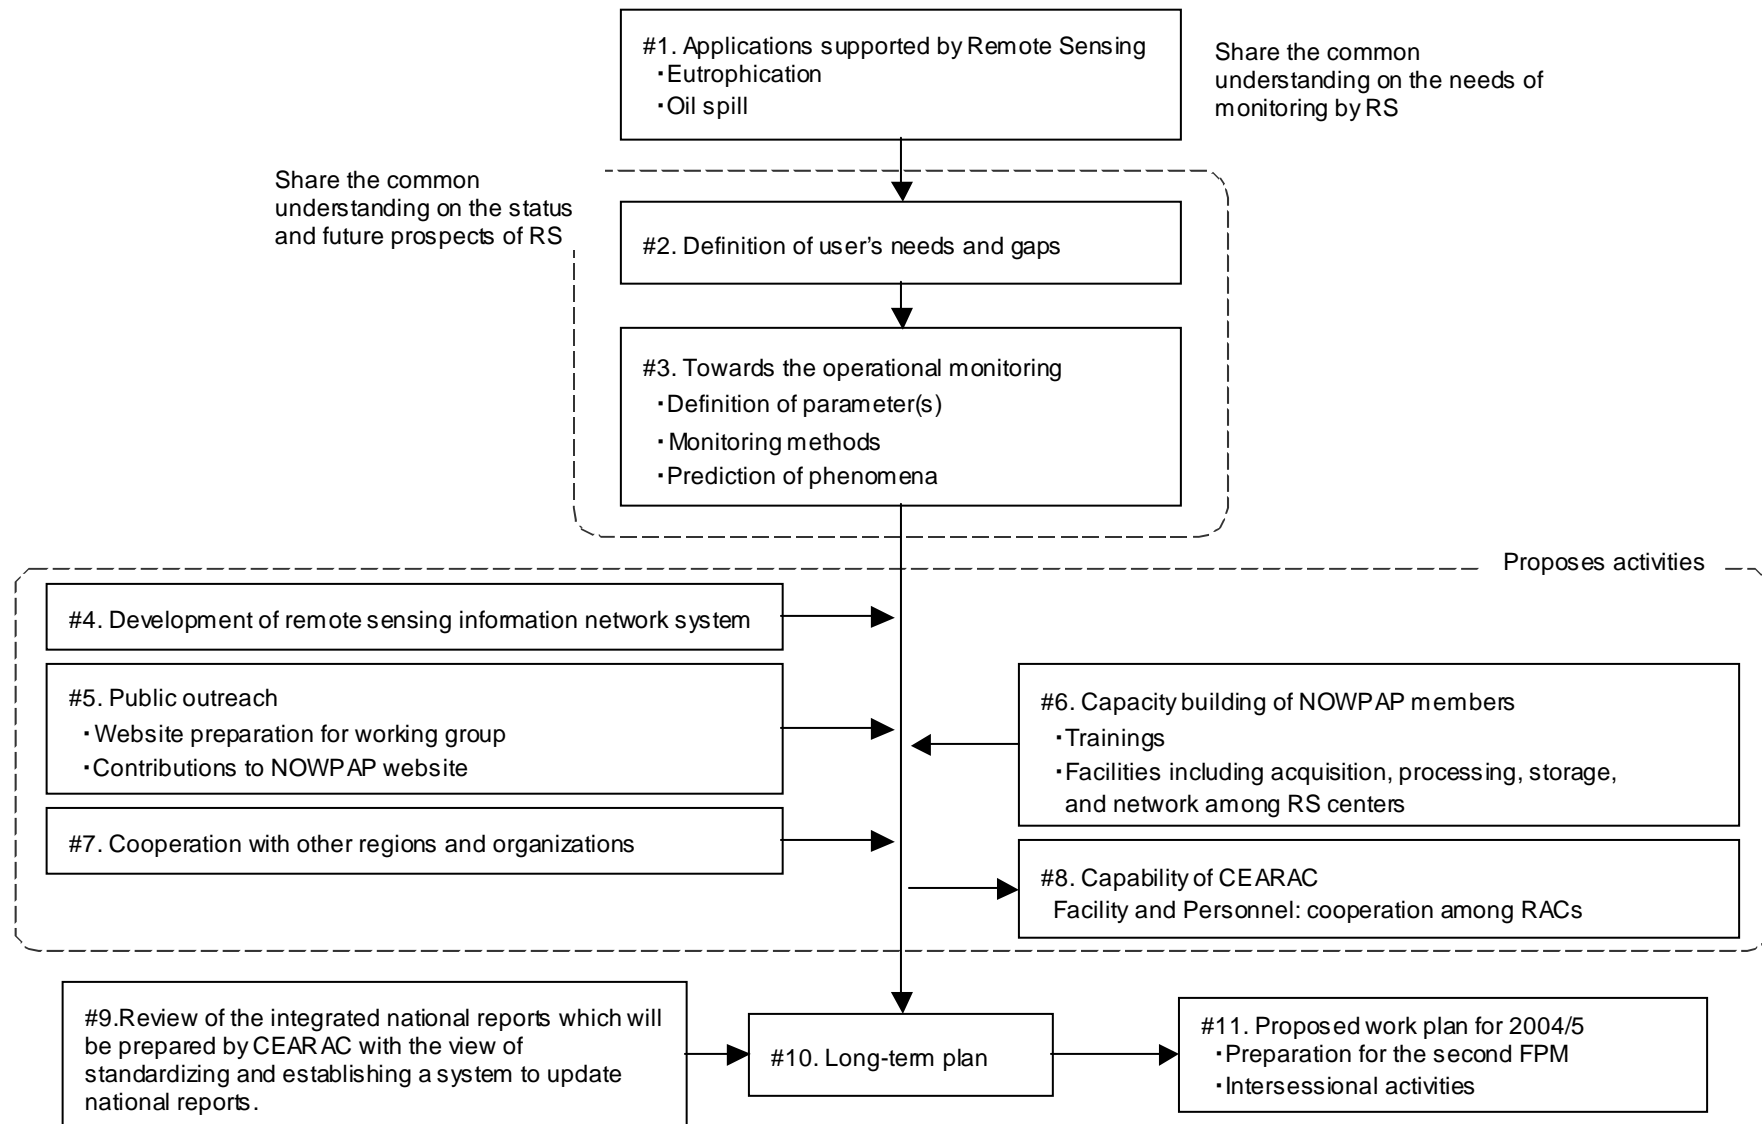 #1. Applications supported by Remote Sensing
・Eutrophication
・Oil spill
Share the common
understanding on the needs of
monitoring by RS
Share the common
understanding on the status
and future prospects of RS
#2. Definition of user’s needs and gaps
#3. Towards the operational monitoring
・Definition of parameter(s)
・Monitoring methods
・Prediction of phenomena
Proposes activities
#4. Development of remote sensing information network system
#5. Public outreach
・Website preparation for working group
・Contributions to NOWPAP website
#6. Capacity building of NOWPAP members
・Trainings
・Facilities including acquisition, processing, storage,
and network among RS centers
#7. Cooperation with other regions and organizations
#8. Capability of CEARAC
Facility and Personnel: cooperation among RACs
#9.Review of the integrated national reports which will
be prepared by CEARAC with the view of
standardizing and establishing a system to update
national reports.
#10. Long-term plan
#11. Proposed work plan for 2004/5
・Preparation for the second FPM
・Intersessional activities